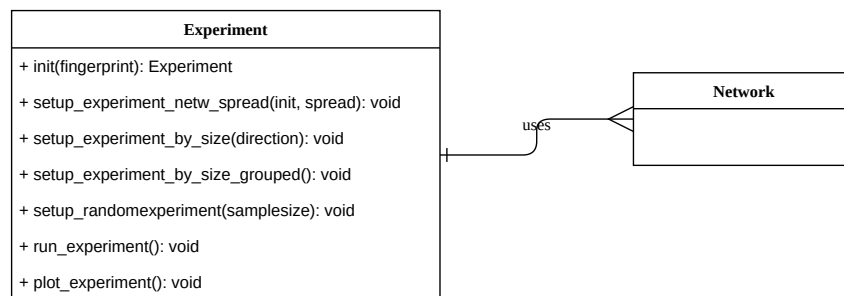 Experiment
+ init(fingerprint): Experiment
+ setup_experiment_netw_spread(init, spread): void
+ setup_experiment_by_size(direction): void
+ setup_experiment_by_size_grouped(): void
+ setup_randomexperiment(samplesize): void
+ run_experiment(): void
+ plot_experiment(): void
uses
Network